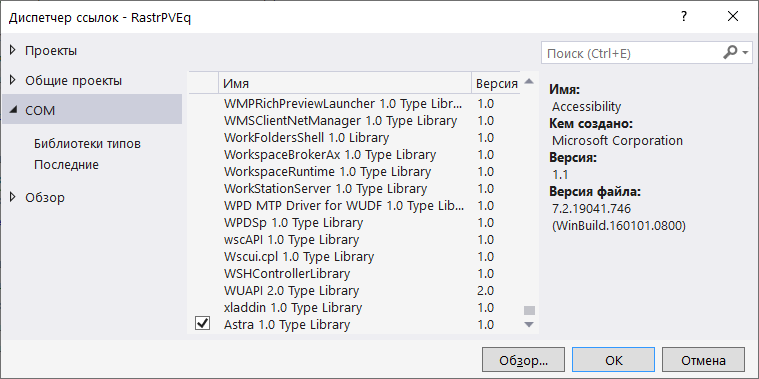 Диспетчер ссылок - RastrPVEq
Проекты
Общие проекты
COM
Библиотеки типов
Последние
Обзор
Имя
Версия
WMPRichPreviewLauncher 1.0 Type Libr... 1.0
WMSClientNetManager 1.0 Type Library 1.0
WorkFoldersShell 1.0 Library 1.0
WorkspaceBrokerAx 1.0 Type Library 1.0
WorkspaceRuntime 1.0 Type Library 1.0
WorkStationServer 1.0 Type Library 1.0
WPD MTP Driver for WUDF 1.0 Type Lib... 1.0
WPDSp 1.0 Type Library 1.0
wscAPI 1.0 Type Library 1.0
Wscui.cpl 1.0 Type Library 1.0
WSHControllerLibrary 1.0
WUAPI 2.0 Type Library 2.0
xladdin 1.0 Type Library 1.0
Astra 1.0 Type Library 1.0
Поиск (Ctrl+E)
Имя:
Accessibility
Кем создано:
Microsoft Corporation
Версия:
1.1
Версия файла:
7.2.19041.746
(WinBuild.160101.0800)
Обзор...
ОК
Отмена